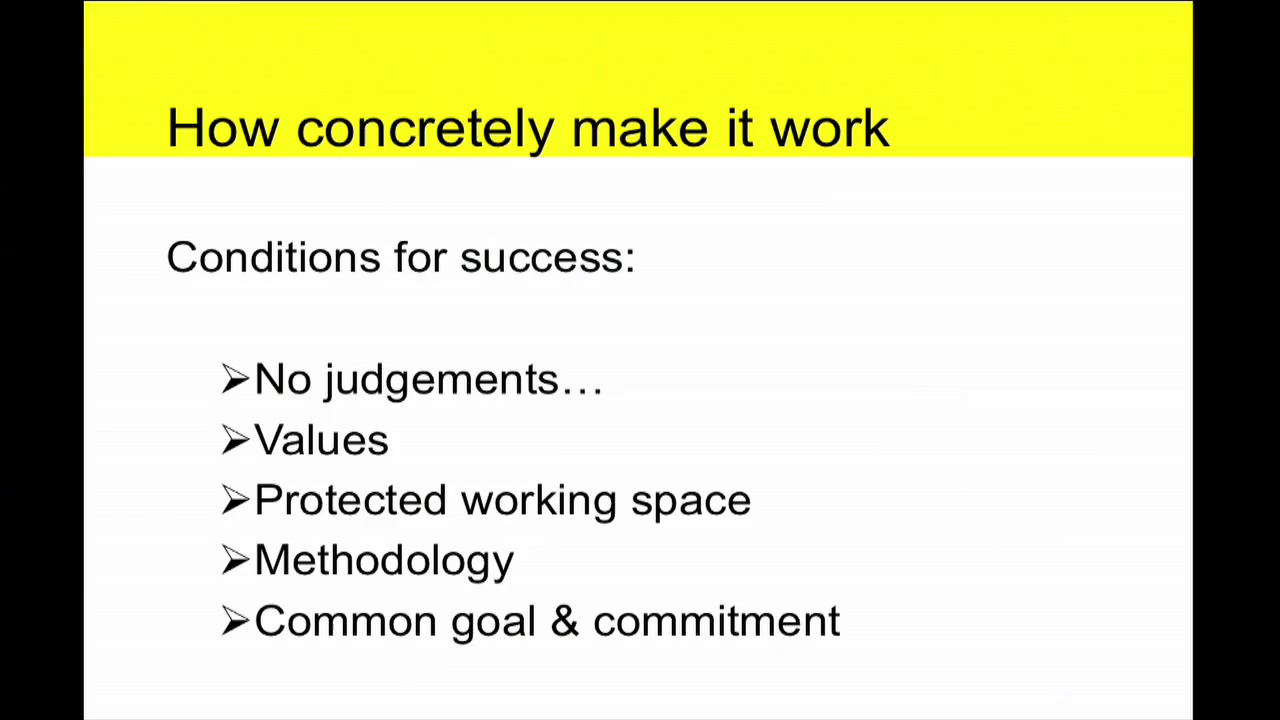 How concretely make it work
Conditions for success:
➢No judgements…
➢Values
➢Protected working space
➢Methodology
➢Common goal & commitment